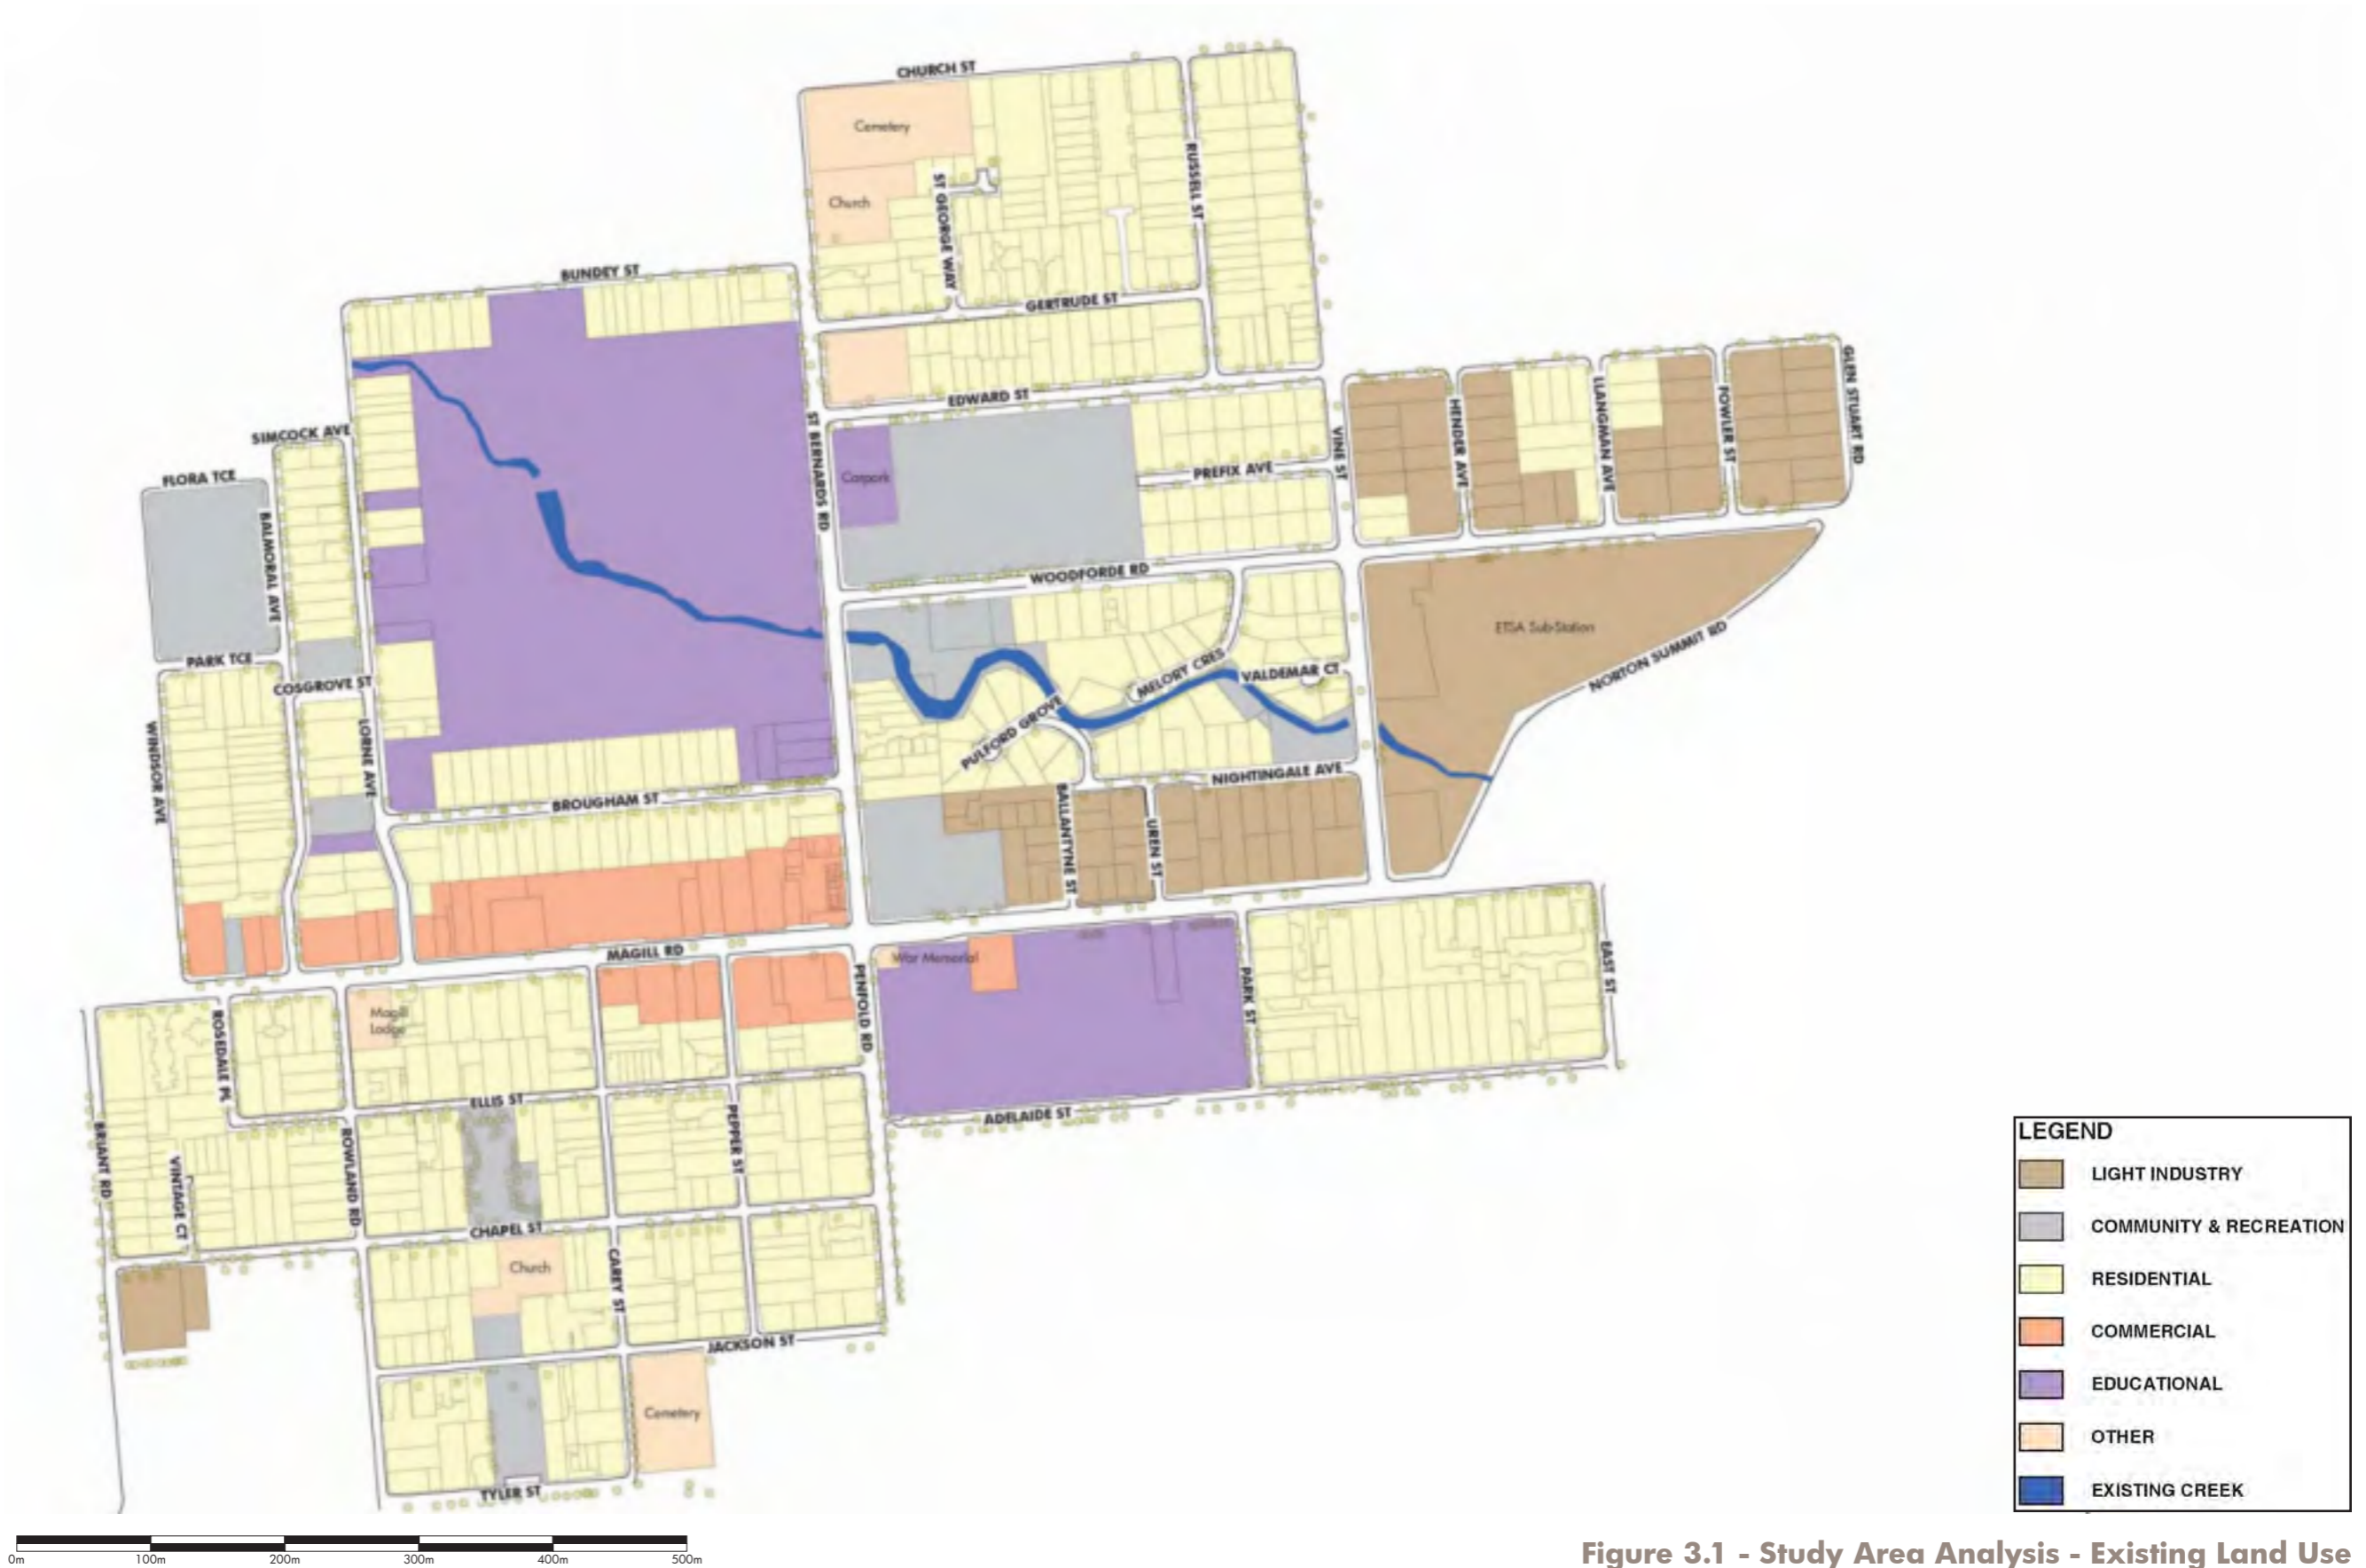 CHURCH ST
Cemetery
RUSSELL ST
ST GEORGE WAY
Church
BUNDEY ST
GERTRUDE ST
EDWARD ST
ST BERNARDS RD
SIMCOCK AVE
FLORA TCE
BALMORAL AVE
Carpark
PREFIX AVE
VINE ST
HENDER AVE
LLANGMAN AVE
FOWLER ST
GLEN STUART RD
WOODFORDE RD
ETSA Sub-Station
NORTON SUMMIT RD
PARK TCE
COSGROVE ST
MELORY CRES
VALDEMAR CT
PULFORD GROVE
WINDSOR AVE
LORNE AVE
NIGHTINGALE AVE
BROUGHAM ST
BALLANTYNE ST
UREN ST
MAGILL RD
War Memorial
PENFOLD RD
PARK ST
EAST ST
Magill
Lodge
ROSEDALE PL
ELLIS ST
PEPPER ST
ADELAIDE ST
BRIANT RD
VINTAGE CT
ROWLAND RD
CHAPEL ST
Church
CAREY ST
JACKSON ST
Cemetery
TYLER ST
LEGEND
LIGHT INDUSTRY
COMMUNITY & RECREATION
RESIDENTIAL
COMMERCIAL
EDUCATIONAL
OTHER
EXISTING CREEK
0m 100m 200m 300m 400m 500m
Figure 3.1 - Study Area Analysis - Existing Land Use